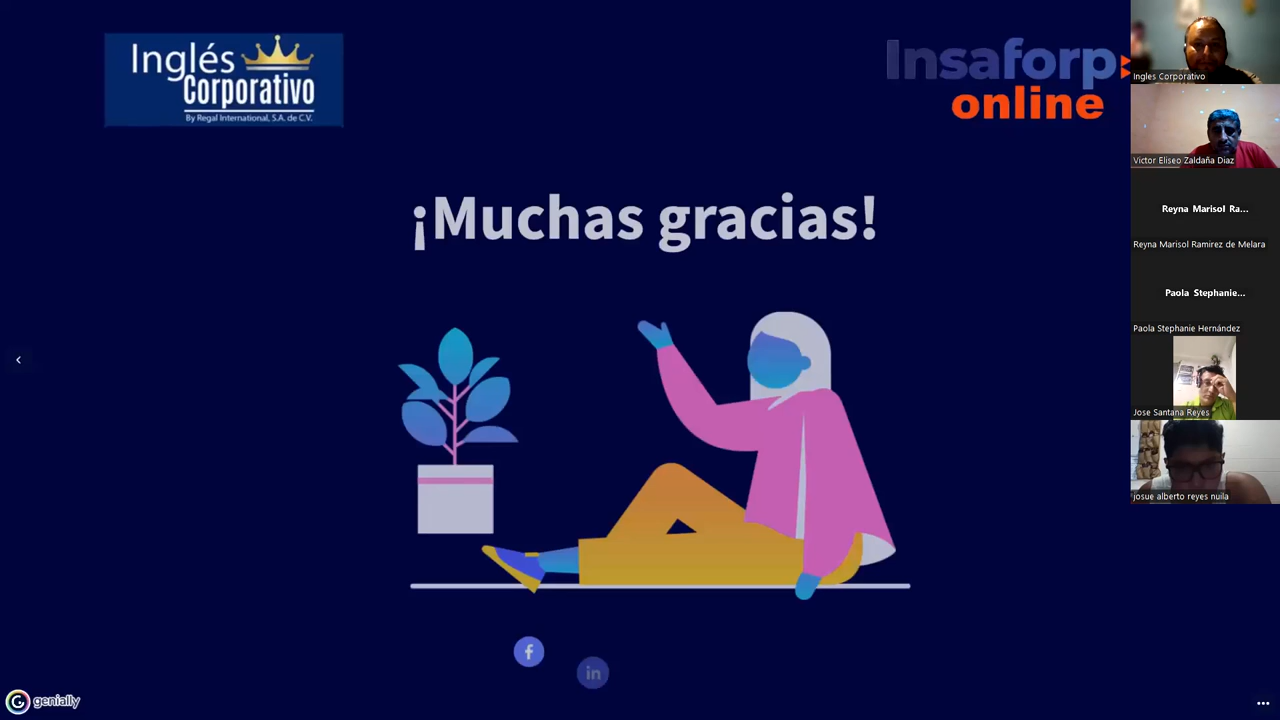 Inglés
Corporativo
By Regal International, S.A. de C.V.
Insaforp
online
¡Muchas gracias!
f
in
genially
Ingles Corporativo
Victor Eliseo Zaldaña Diaz
Reyna Marisol Ra...
Reyna Marisol Ramirez de Melara
Paola Stephanie...
Paola Stephanie Hernández
Jose Santana Reyes
josue alberto reyes nuila